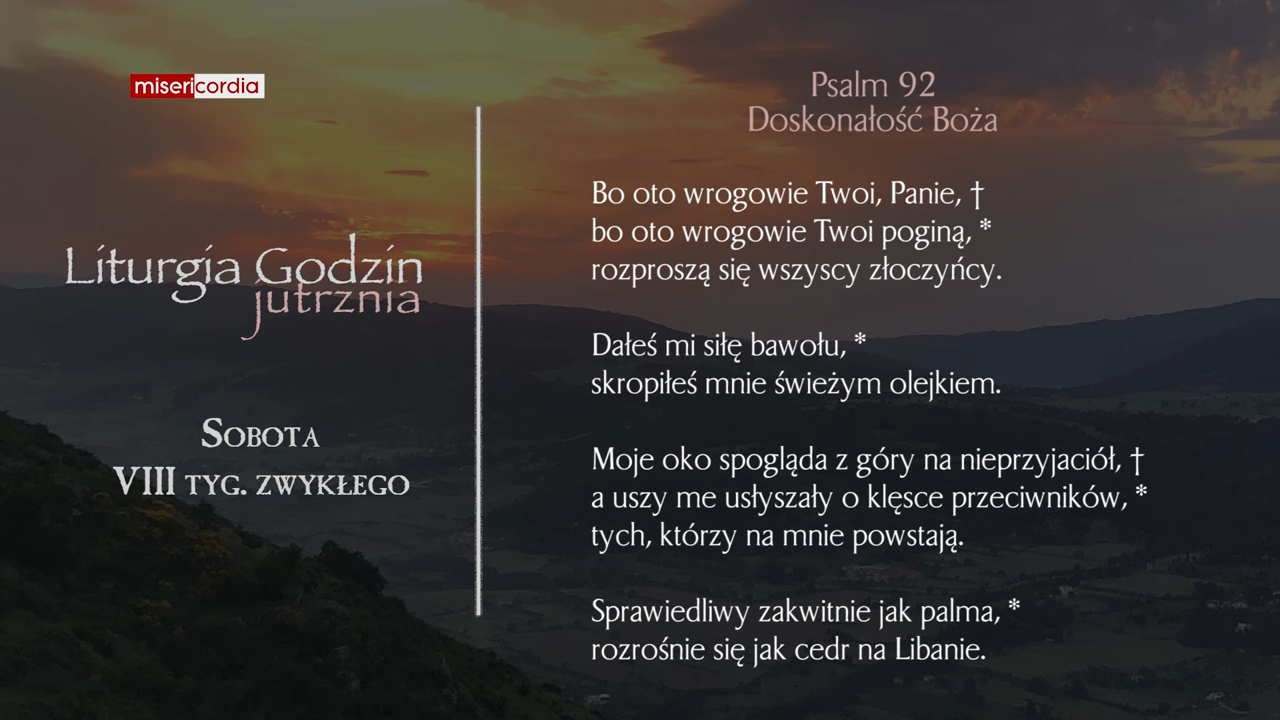 misericordia
Liturgia Godzin
jutrznia
Sobota
VIII tyg. zwykłego
Psalm 92
Doskonałość Boża
Bo oto wrogowie Twoi, Panie, †
bo oto wrogowie Twoi poginą, *
rozproszą się wszyscy złoczyńcy.
Dałeś mi siłę bawołu, *
skropiłeś mnie świeżym olejkiem.
Moje oko spogląda z góry na nieprzyjaciół, †
a uszy me usłyszały o klęsce przeciwników, *
tych, którzy na mnie powstają.
Sprawiedliwy zakwitnie jak palma, *
rozrośnie się jak cedr na Libanie.